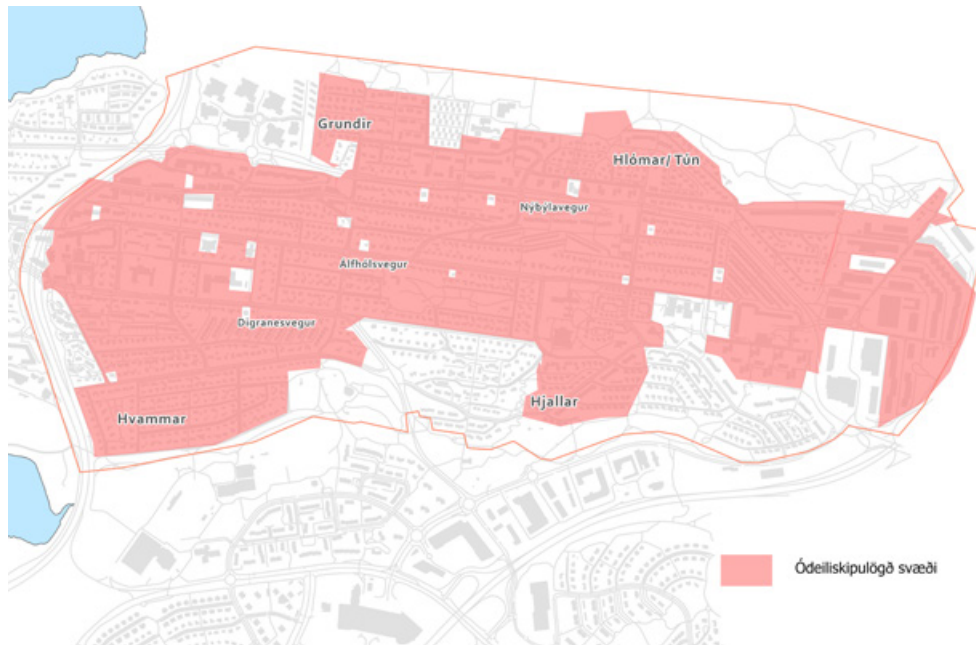 Grundir
Hlómar/ Tún
Nýbýlavegur
Álfhólsvegur
Digranesvegur
Hjallar
Hvammar
Ódeiliskipulögð svæði